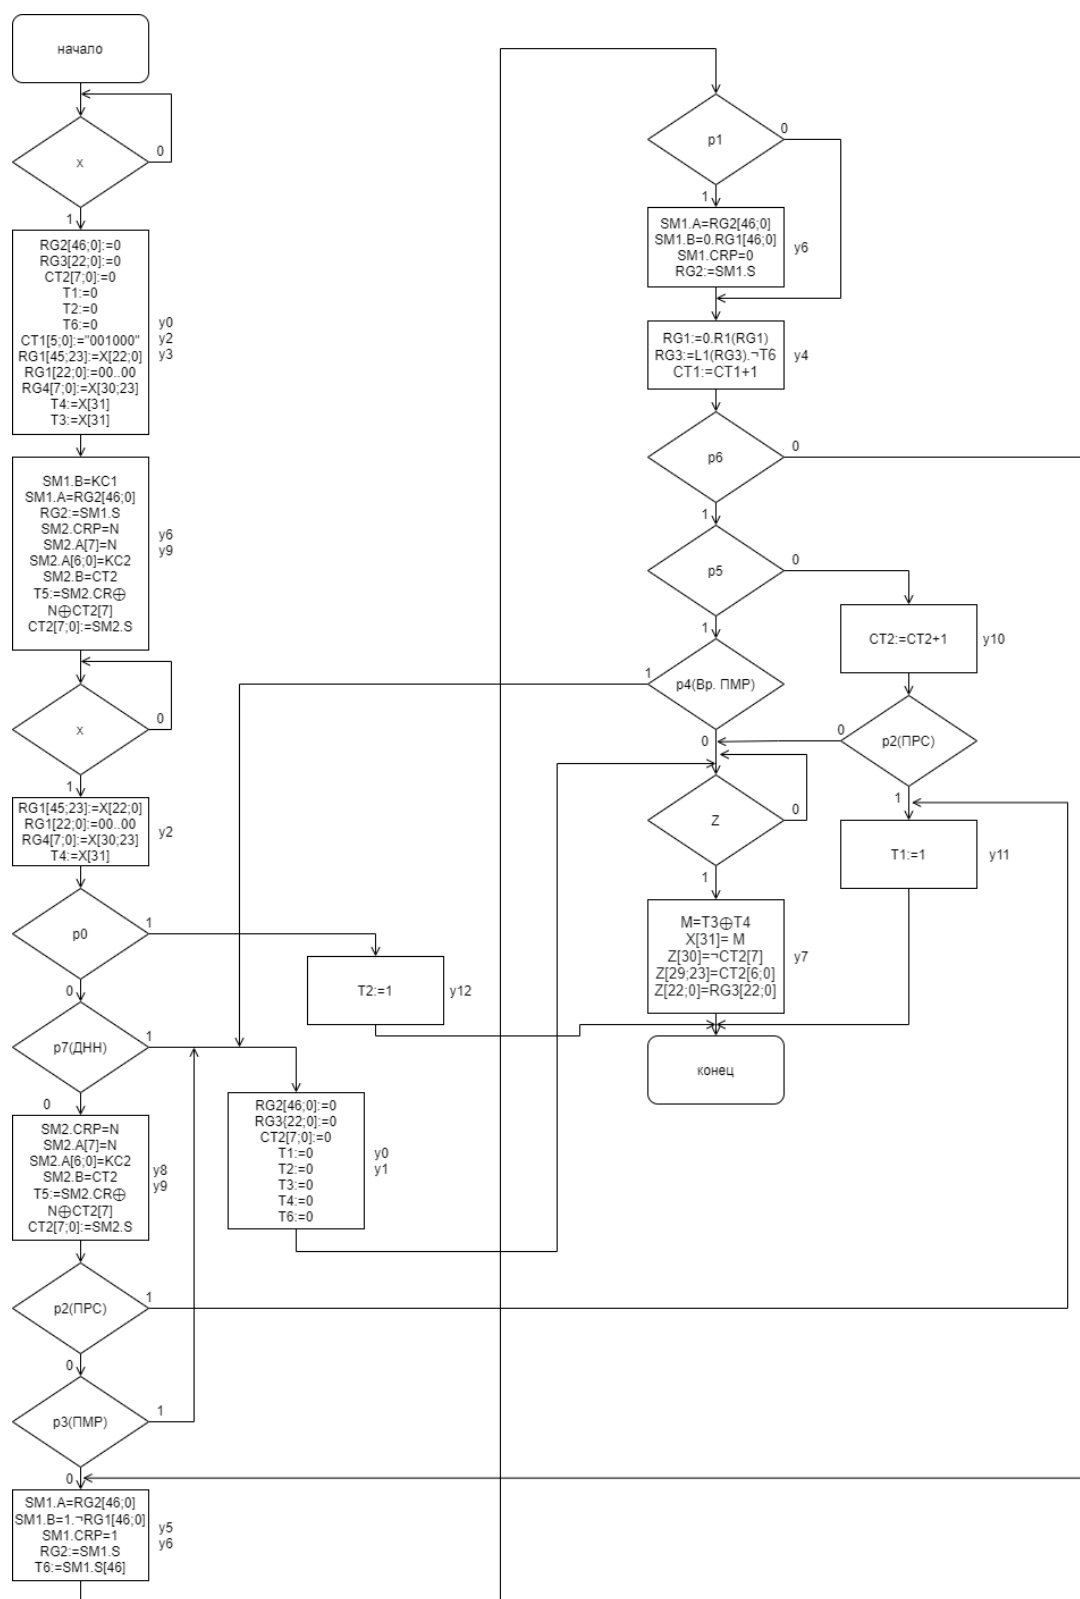 начало
X
0
1
RG2[46;0]:=0
RG3[22;0]:=0
CT2[7;0]:=0
T1:=0
T2:=0
T6:=0
CT1[5;0]:="001000"
RG1[45;23]:=X[22;0]
RG1[22;0]:=00..00
RG4[7;0]:=X[30;23]
T4:=X[31]
T3:=X[31]
y0
y2
y3
SM1.B=KC1
SM1.A=RG2[46;0]
RG2:=SM1.S
SM2.CRP=N
SM2.A[7]=N
SM2.A[6;0]=KC2
SM2.B=CT2
T5:=SM2.CR⊕
N⊕CT2[7]
CT2[7;0]:=SM2.S
y6
y9
X
0
1
RG1[45;23]:=X[22;0]
RG1[22;0]:=00..00
RG4[7;0]:=X[30;23]
T4:=X[31]
y2
p0
1
0
T2:=1
y12
p7(ДНН)
1
0
RG2[46;0]:=0
RG3{22;0]:=0
CT2[7;0]:=0
T1:=0
T2:=0
T3:=0
T4:=0
T6:=0
y0
y1
SM2.CRP=N
SM2.A[7]=N
SM2.A[6;0]=KC2
SM2.B=CT2
T5:=SM2.CR⊕
N⊕CT2[7]
CT2[7;0]:=SM2.S
y8
y9
p2(ПРС)
1
0
p3(ПМР)
1
0
SM1.A=RG2[46;0]
SM1.B=1.¬RG1[46;0]
SM1.CRP=1
RG2:=SM1.S
T6:=SM1.S[46]
y5
y6
p1
0
1
SM1.A=RG2[46;0]
SM1.B=0.RG1[46;0]
SM1.CRP=0
RG2:=SM1.S
y6
RG1:=0.R1(RG1)
RG3:=L1(RG3).¬T6
CT1:=CT1+1
y4
p6
0
1
p5
0
1
CT2:=CT2+1
y10
p4(Вр. ПМР)
1
0
p2(ПРС)
0
1
Z
0
1
T1:=1
y11
M=T3⊕T4
X[31]= M
Z[30]=¬CT2[7]
Z[29;23]=CT2[6;0]
Z[22;0]=RG3[22;0]
y7
конец